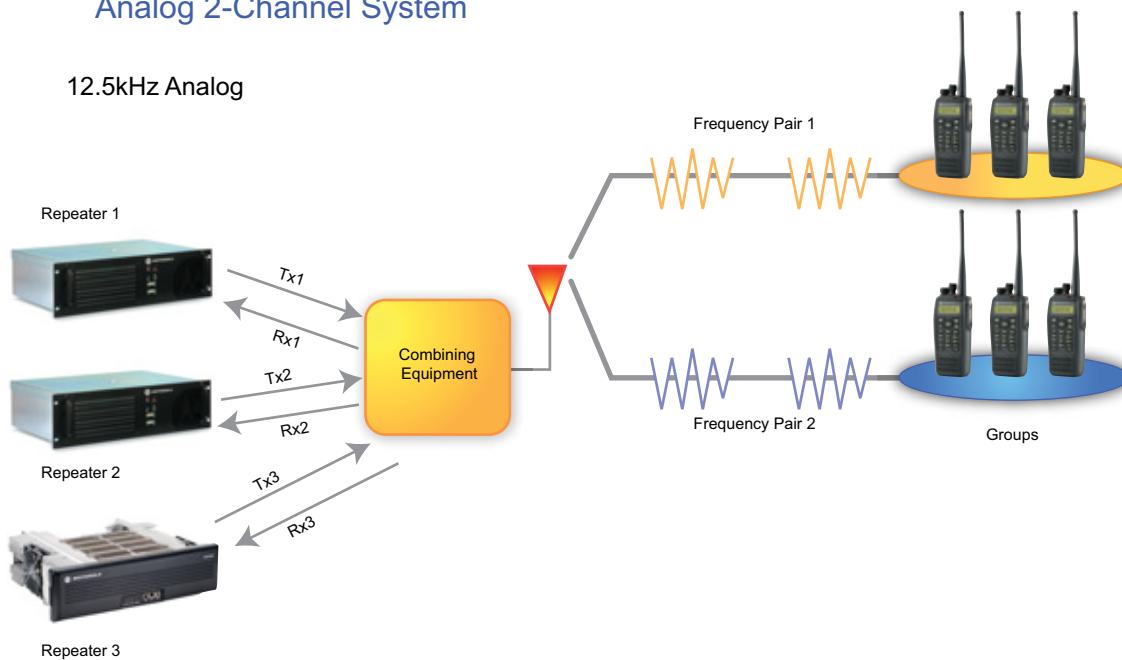 Analog 2-Channel System
12.5kHz Analog
Frequency Pair 1
Repeater 1
Tx1
Rx1
Combining
Equipment
Tx2
Rx2
Frequency Pair 2
Groups
Repeater 2
Tx3
Rx3
MOTOROLA
Repeater 3